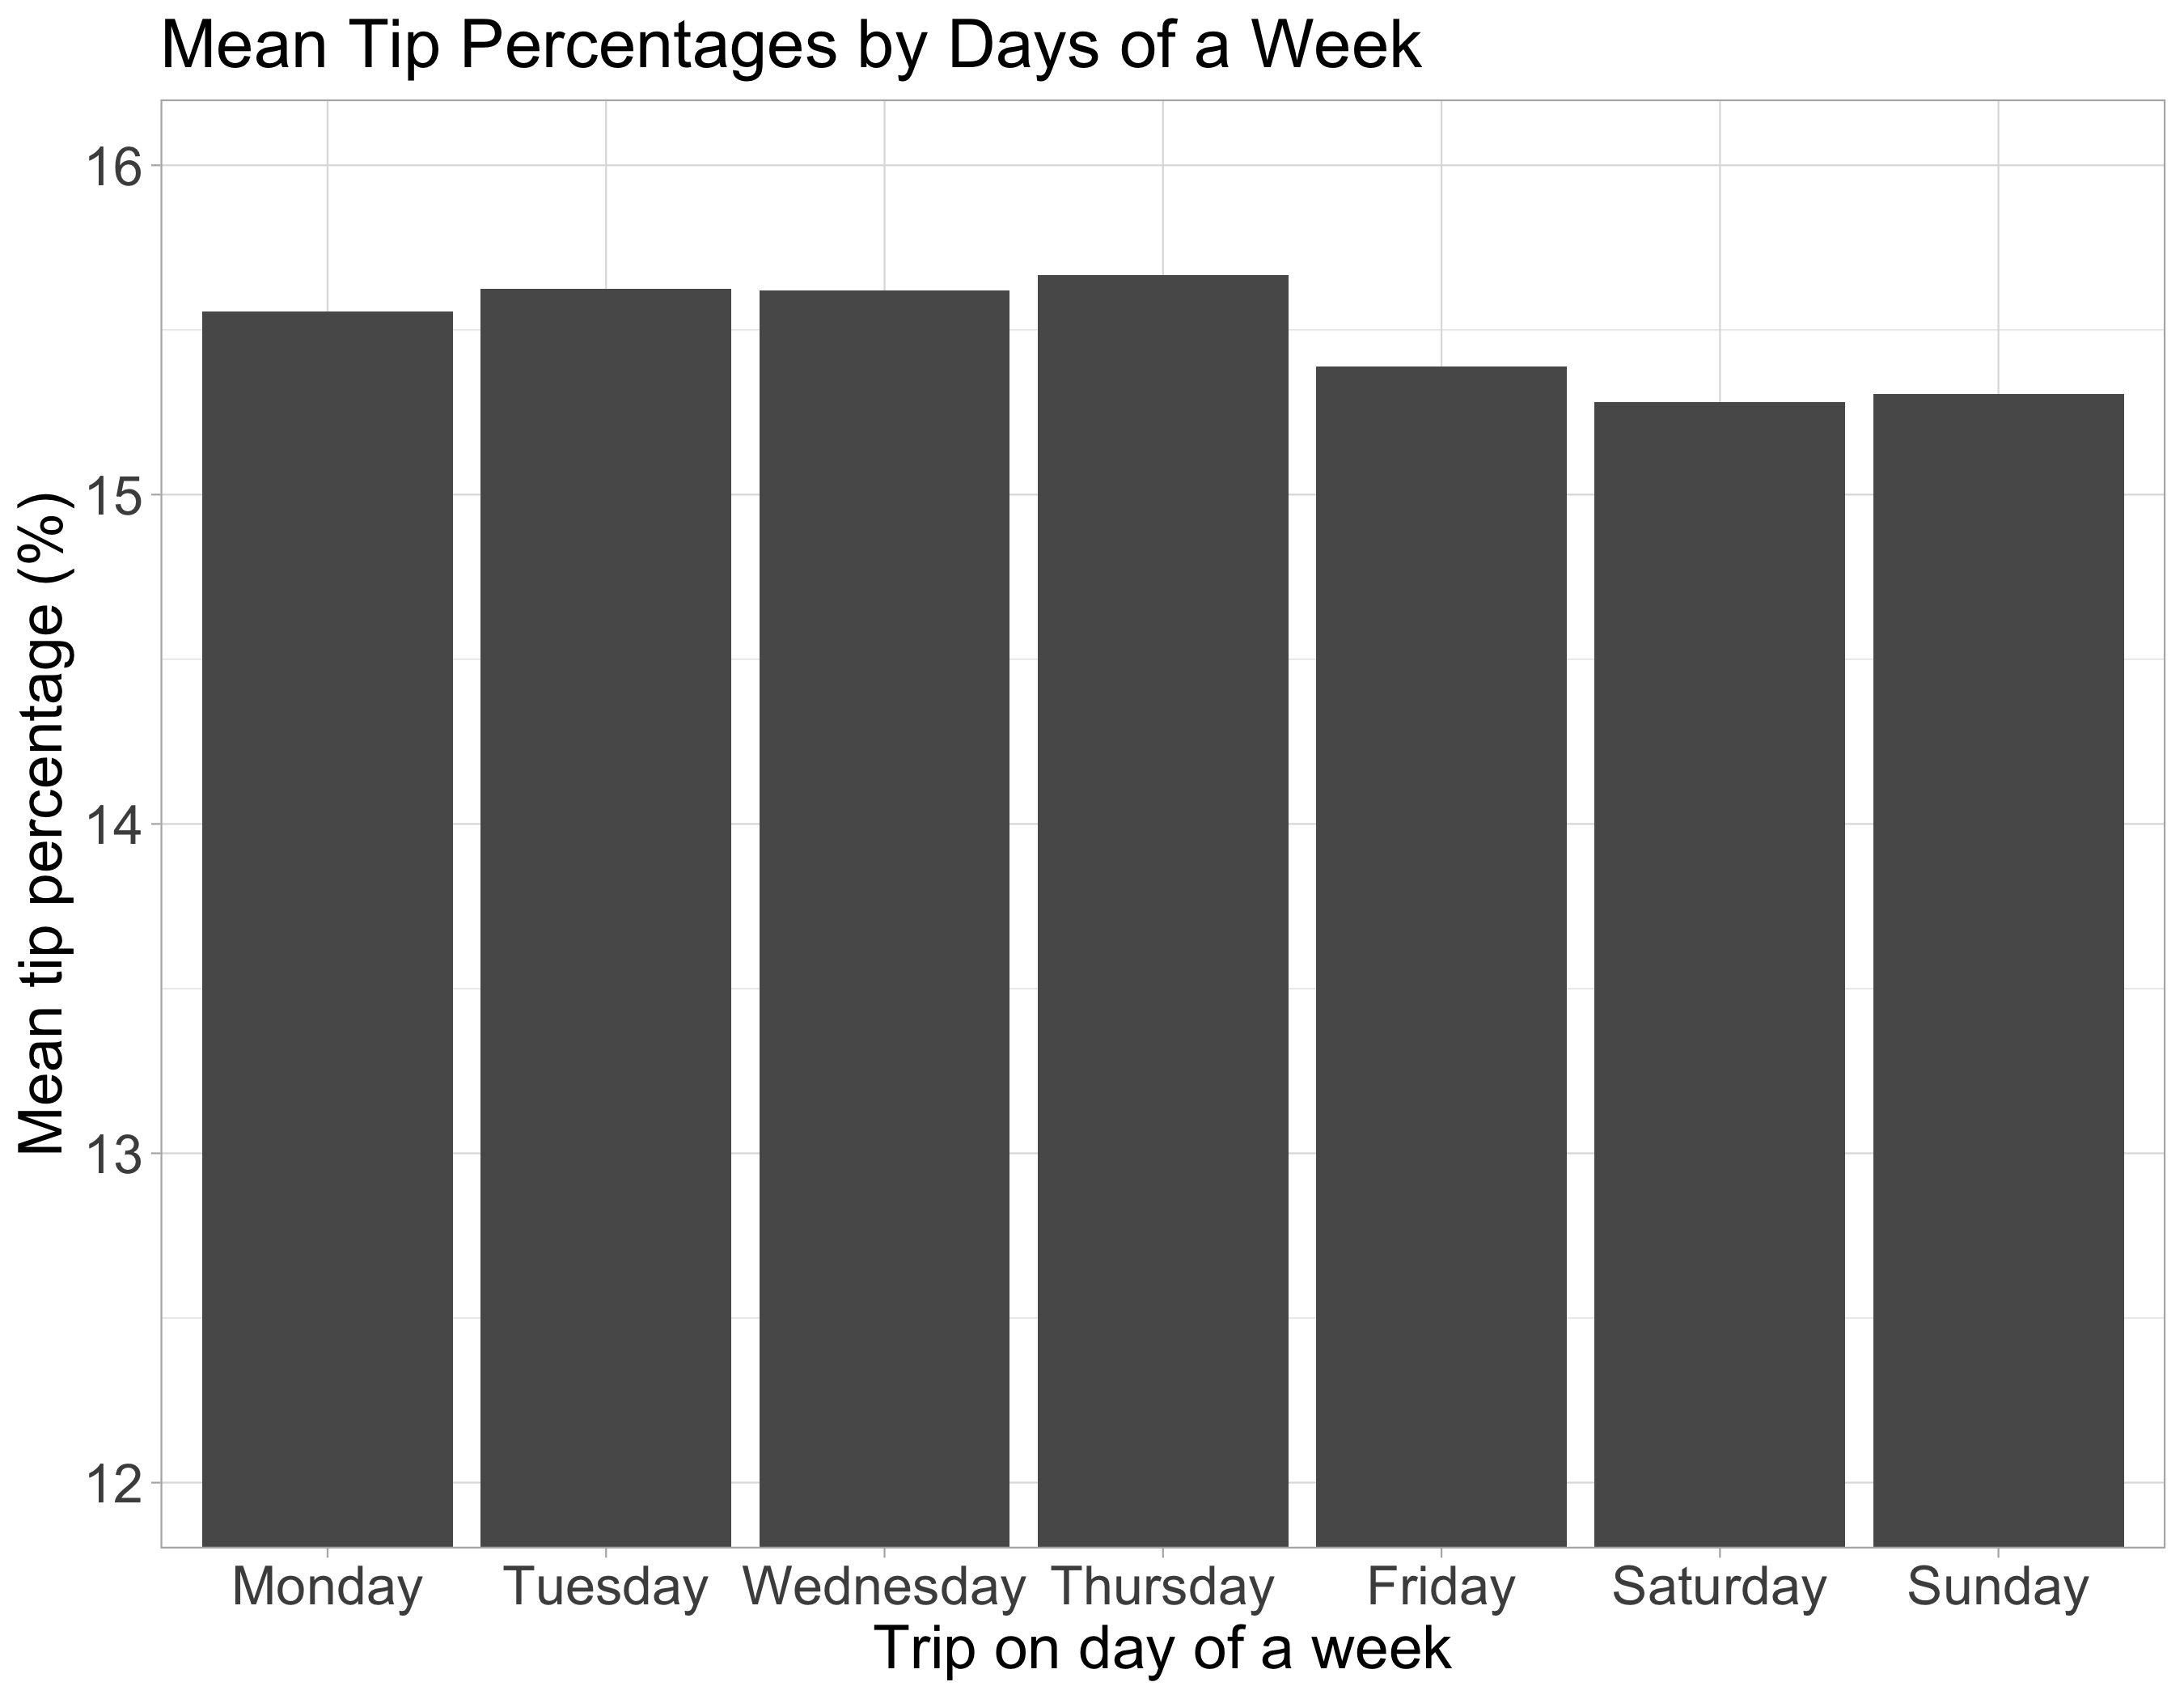 Mean Tip Percentages by Days of a Week
Mean tip percentage (%)
16
15
14
13
12
Monday Tuesday Wednesday Thursday Friday Saturday Sunday
Trip on day of a week